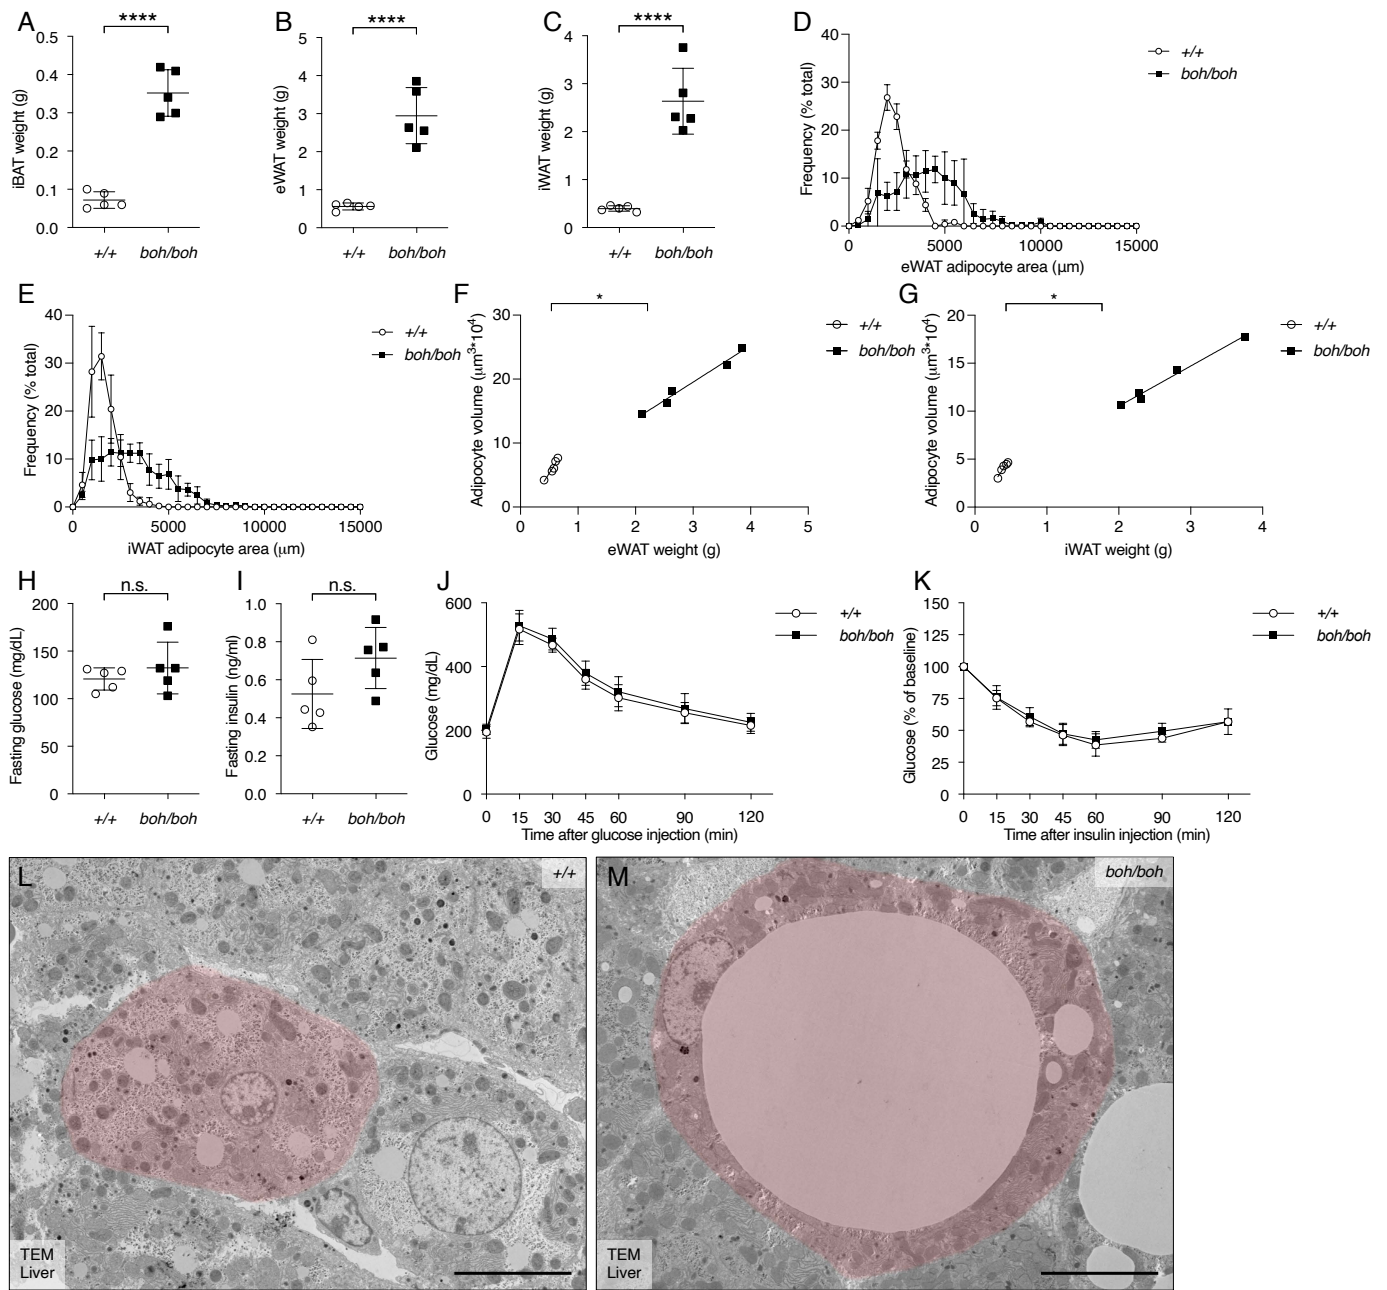 A
****
iBAT weight (g)
0.5
0.4
0.3
0.2
0.1
0.0
+/+
boh/boh
B
****
eWAT weight (g)
5
4
3
2
1
0
+/+
boh/boh
C
****
iWAT weight (g)
4
3
2
1
0
+/+
boh/boh
D
Frequency (% total)
40
30
20
10
0
0
5000
10000
15000
eWAT adipocyte area (μm)
+/+
boh/boh
E
Frequency (% total)
40
30
20
10
0
0
5000
10000
15000
iWAT adipocyte area (μm)
+/+
boh/boh
F
*
Adipocyte volume (μm³*10⁴)
30
20
10
0
0
1
2
3
4
5
eWAT weight (g)
+/+
boh/boh
G
*
Adipocyte volume (μm³*10⁴)
20
15
10
5
0
0
1
2
3
4
iWAT weight (g)
+/+
boh/boh
H
n.s.
Fasting glucose (mg/dL)
200
150
100
50
0
+/+
boh/boh
I
n.s.
Fasting insulin (ng/ml)
1.0
0.8
0.6
0.4
0.2
0.0
+/+
boh/boh
J
Glucose (mg/dL)
600
400
200
0
0
15
30
45
60
90
120
Time after glucose injection (min)
+/+
boh/boh
K
Glucose (% of baseline)
150
125
100
75
50
25
0
0
15
30
45
60
90
120
Time after insulin injection (min)
+/+
boh/boh
L
+/+
TEM
Liver
M
boh/boh
TEM
Liver